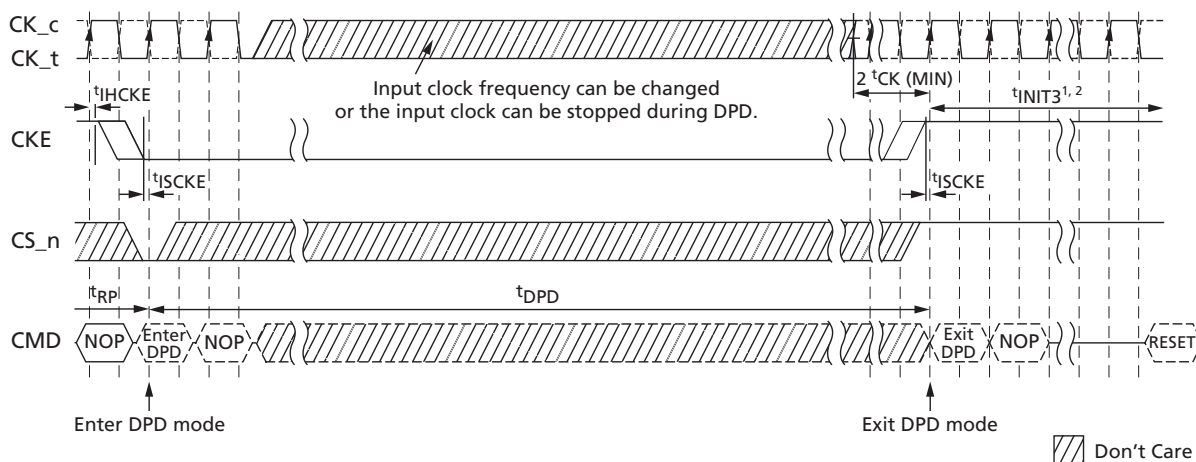 CK_c
CK_t
Input clock frequency can be changed
or the input clock can be stopped during DPD.
2 tCK (MIN)
tIHCKE
tINIT31, 2
CKE
tISCKE
tISCKE
CS_n
tRP
tDPD
CMD
NOP
Enter
DPD
NOP
Exit
DPD
NOP
RESET
Enter DPD mode
Exit DPD mode
Don't Care